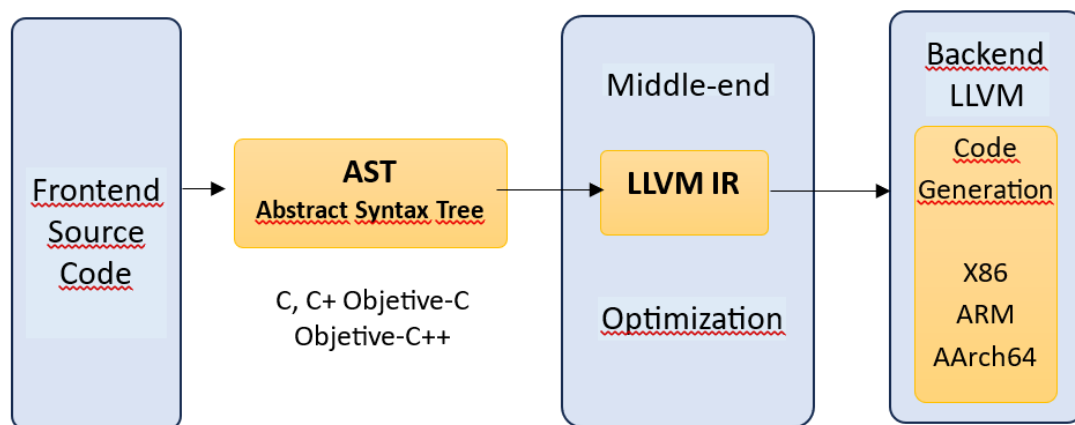 Frontend
Source
Code
AST
Abstract Syntax Tree
C, C+ Objetive-C
Objetive-C++
Middle-end
LLVM IR
Optimization
Backend
LLVM
Code
Generation
X86
ARM
AArch64